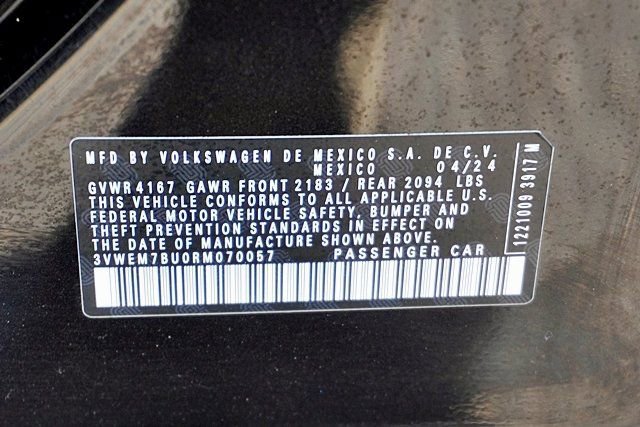 MFD BY VOLKSWAGEN DE MEXICO S.A. DE C.V.
MEXICO 04/24
GVWR 4167 GAWR FRONT 2183 / REAR 2094 LBS
THIS VEHICLE CONFORMS TO ALL APPLICABLE U.S.
FEDERAL MOTOR VEHICLE SAFETY, BUMPER AND
THEFT PREVENTION STANDARDS IN EFFECT ON
THE DATE OF MANUFACTURE SHOWN ABOVE.
3VWEM7BU0RM070057 PASSENGER CAR
1221009 3917 M